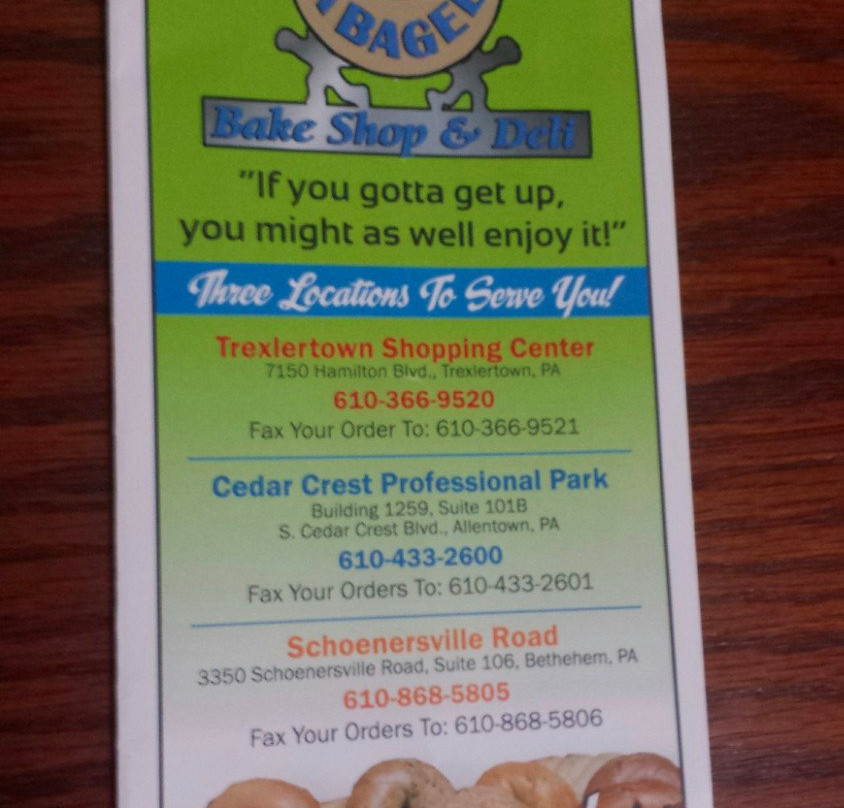 BAGEL
Bake Shop & Deli
"If you gotta get up,
you might as well enjoy it!"
Three Locations To Serve You!
Trexlertown Shopping Center
7150 Hamilton Blvd., Trexlertown, PA
610-366-9520
Fax Your Order To: 610-366-9521
Cedar Crest Professional Park
Building 1259, Suite 101B
S. Cedar Crest Blvd., Allentown, PA
610-433-2600
Fax Your Orders To: 610-433-2601
Schoenersville Road
3350 Schoenersville Road, Suite 106, Bethehem, PA
610-868-5805
Fax Your Orders To: 610-868-5806